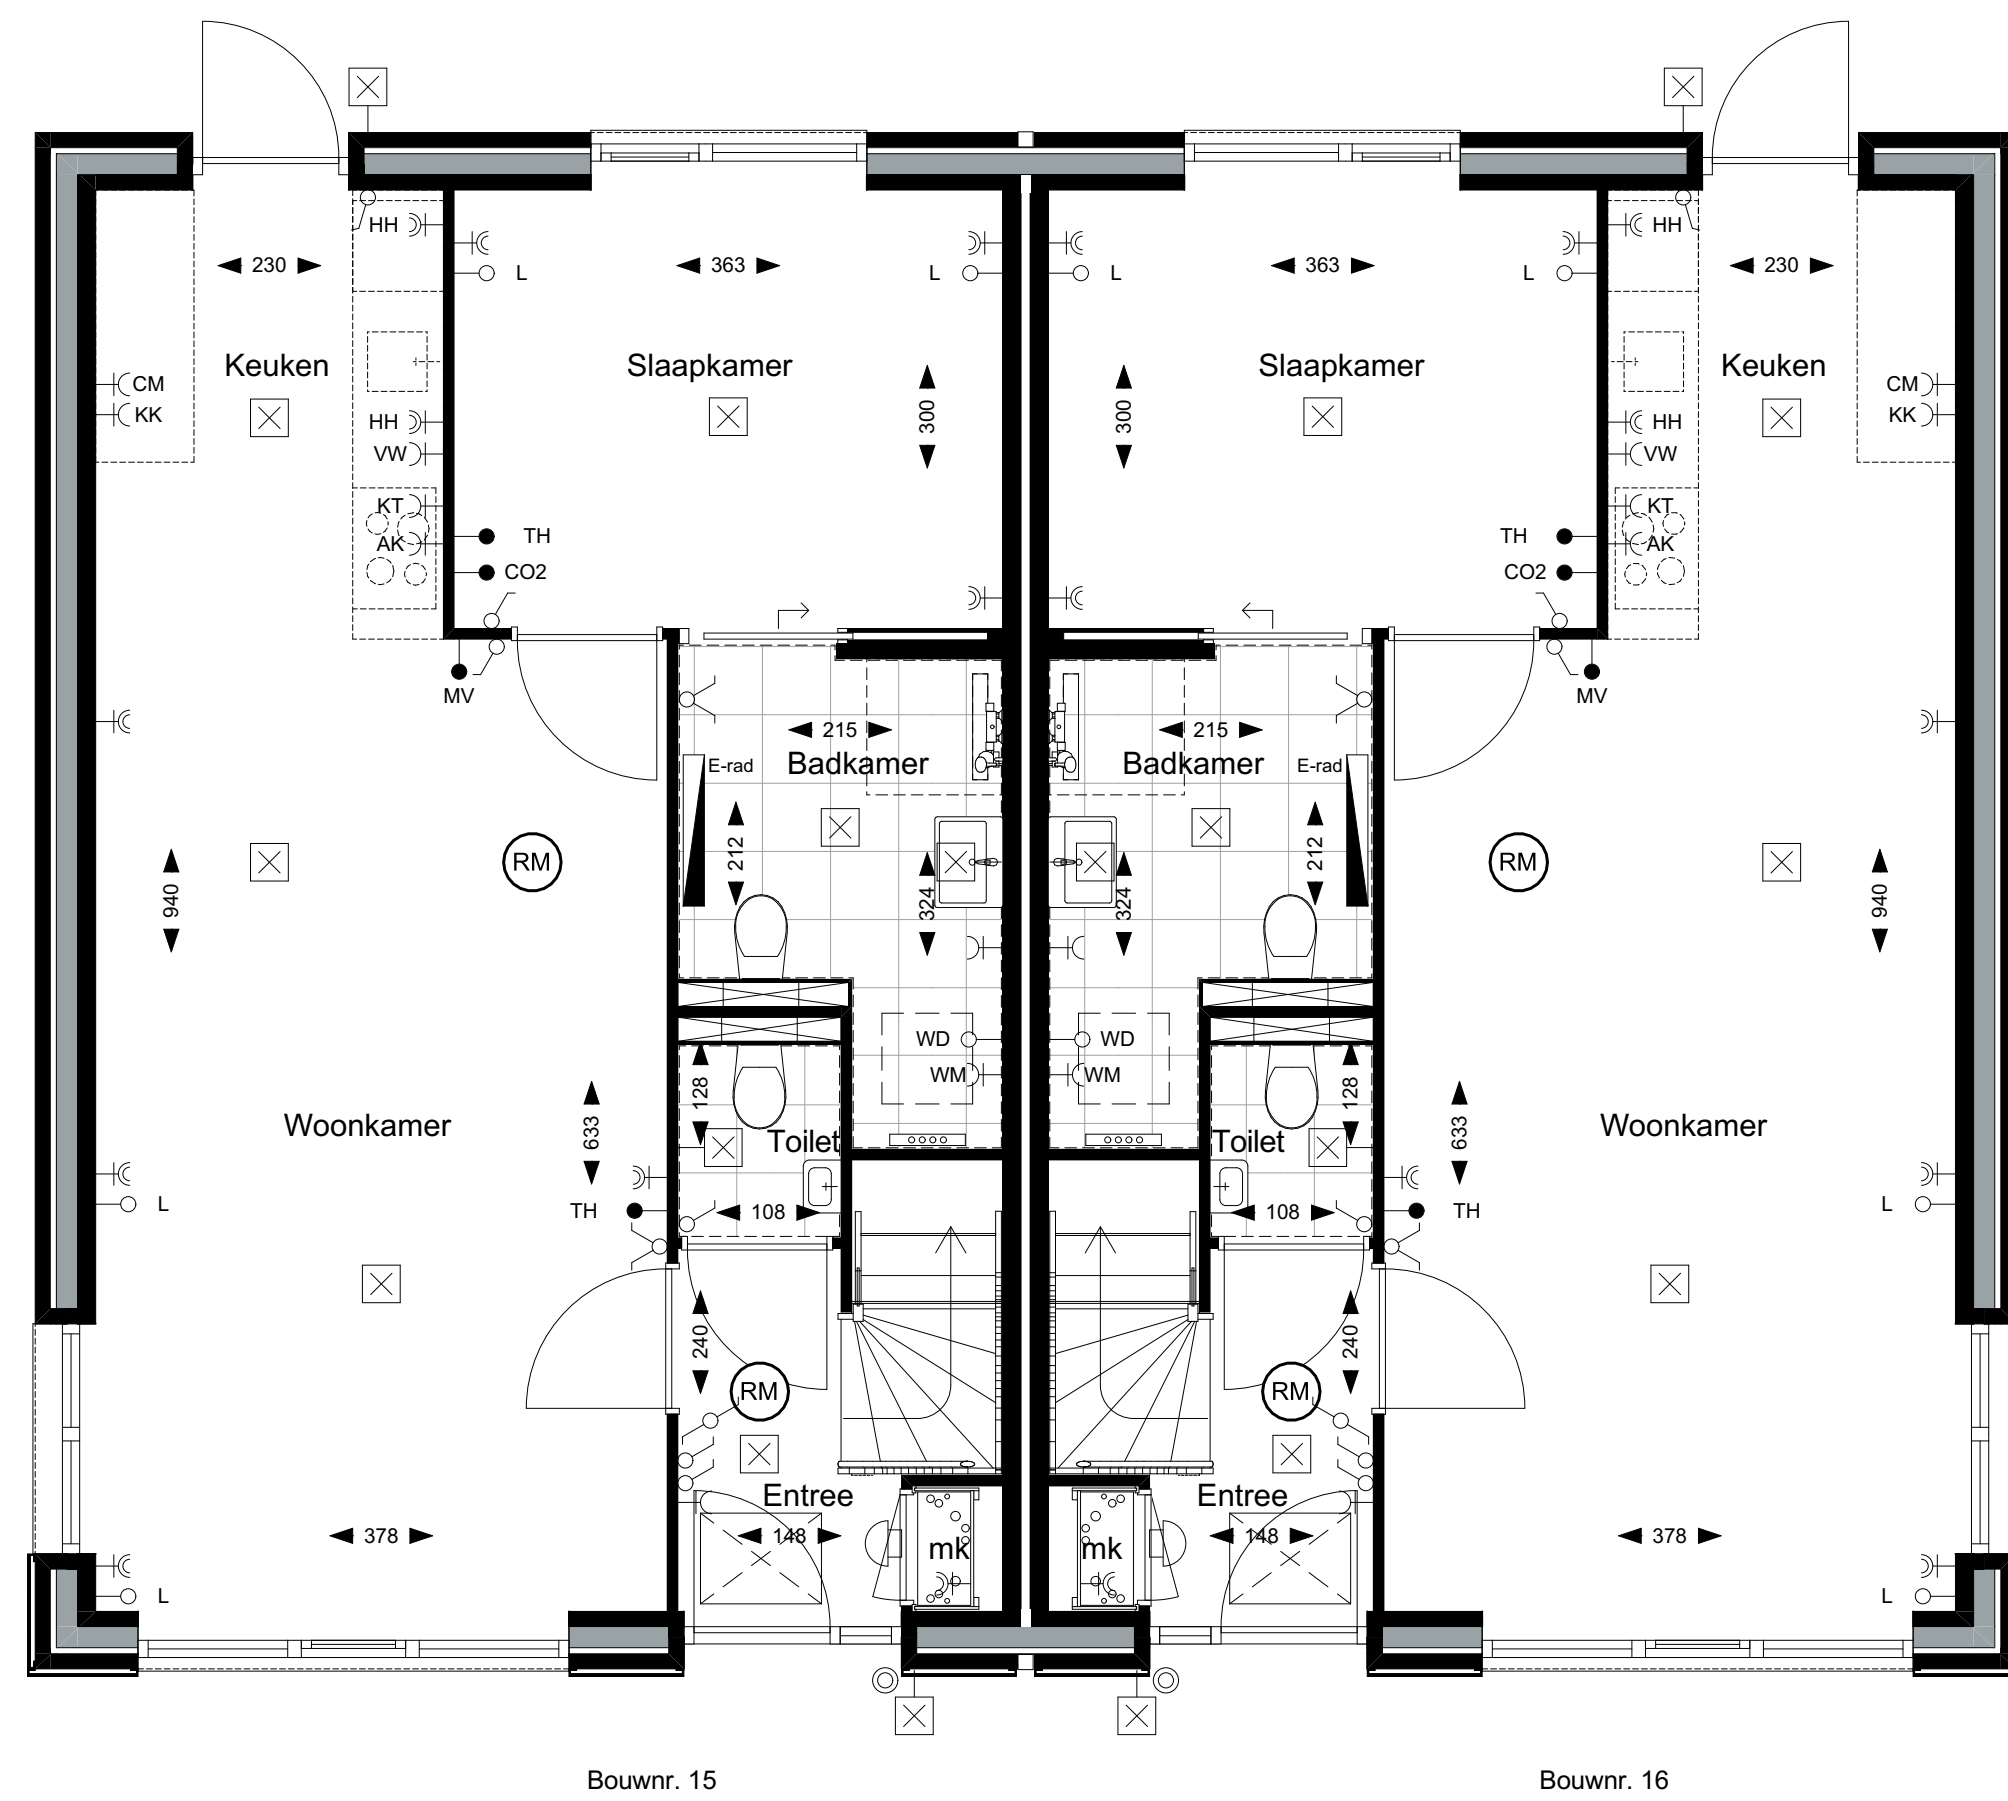 HH HH
230 L 363 L L 363 L 230
Keuken Slaapkamer Slaapkamer Keuken
CM CM
KK 300 300 KK
HH HH
VW VW
KT KT
AK TH TH AK
CO2 CO2
MV MV
215 215
E-rad Badkamer Badkamer E-rad
212 212
940 RM 324 324 RM 940
WD WD
WM WM
128 128
Woonkamer 633 633 Woonkamer
Toilet Toilet
L TH 108 108 TH L
240 240
RM RM
Entree Entree
378 148 148 378
mk mk
L L
Bouwnr. 15 Bouwnr. 16